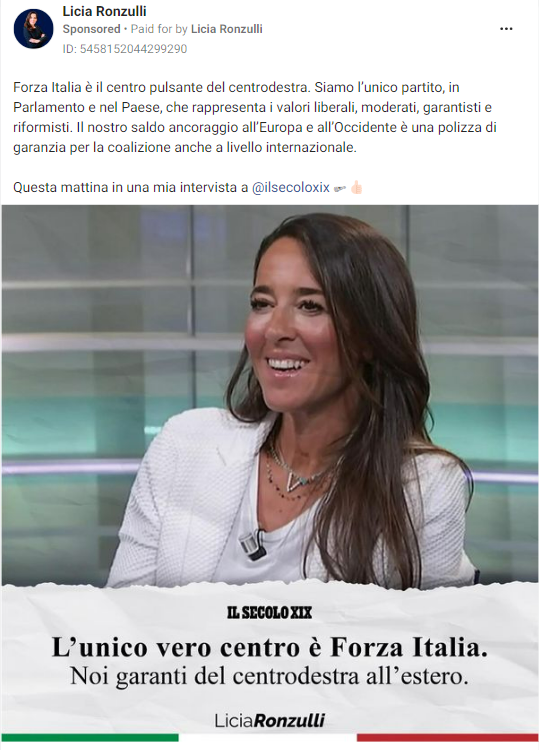 Licia Ronzulli
Sponsored • Paid for by Licia Ronzulli
ID: 5458152044299290
Forza Italia è il centro pulsante del centrodestra. Siamo l'unico partito, in
Parlamento e nel Paese, che rappresenta i valori liberali, moderati, garantisti e
riformisti. Il nostro saldo ancoraggio all'Europa e all'Occidente è una polizza di
garanzia per la coalizione anche a livello internazionale.
Questa mattina in una mia intervista a @ilsecoloxix 🗞👍🏻
IL SECOLO XIX
L'unico vero centro è Forza Italia.
Noi garanti del centrodestra all'estero.
LiciaRonzulli